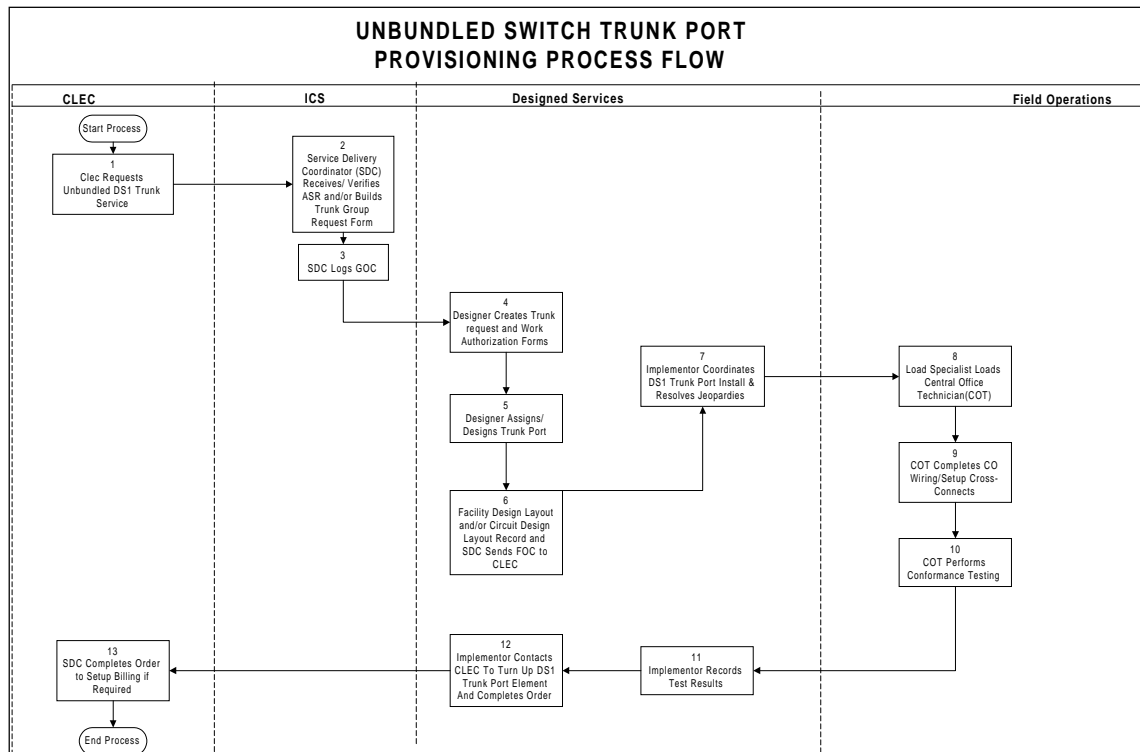 UNBUNDLED SWITCH TRUNK PORT
PROVISIONING PROCESS FLOW
CLEC
ICS
Designed Services
Field Operations
Start Process
1
Clec Requests
Unbundled DS1 Trunk
Service
2
Service Delivery
Coordinator (SDC)
Receives/ Verifies
ASR and/or Builds
Trunk Group
Request Form
3
SDC Logs GOC
4
Designer Creates Trunk
request and Work
Authorization Forms
5
Designer Assigns/
Designs Trunk Port
6
Facility Design Layout
and/or Circuit Design
Layout Record and
SDC Sends FOC to
CLEC
7
Implementor Coordinates
DS1 Trunk Port Install &
Resolves Jeopardies
8
Load Specialist Loads
Central Office
Technician(COT)
9
COT Completes CO
Wiring/Setup Cross-
Connects
10
COT Performs
Conformance Testing
11
Implementor Records
Test Results
12
Implementor Contacts
CLEC To Turn Up DS1
Trunk Port Element
And Completes Order
13
SDC Completes Order
to Setup Billing if
Required
End Process